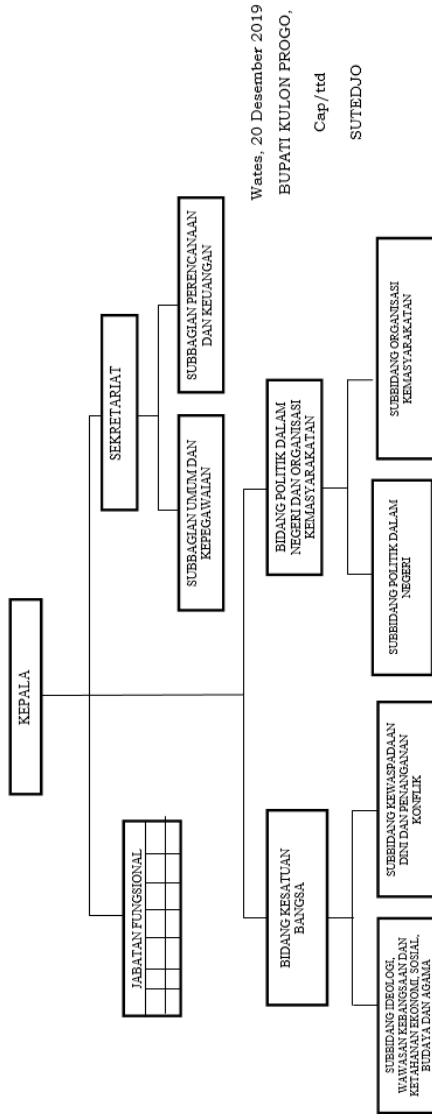 KEPALA
JABATAN FUNGSIONAL
SEKRETARIAT
SUBBAGIAN UMUM DAN
KEPEGAWAIAN
SUBBAGIAN PERENCANAAN
DAN KEUANGAN
BIDANG KESATUAN
BANGSA
BIDANG POLITIK DALAM
NEGERI DAN ORGANISASI
KEMASYARAKATAN
SUBBIDANG IDEOLOGI,
WAWASAN KEBANGSAAN DAN
KETAHANAN EKONOMI, SOSIAL,
BUDAYA DAN AGAMA
SUBBIDANG KEWASPADAAN
DINI DAN PENANGANAN
KONFLIK
SUBBIDANG POLITIK DALAM
NEGERI
SUBBIDANG ORGANISASI
KEMASYARAKATAN
Wates, 20 Desember 2019
BUPATI KULON PROGO,
Cap/ttd
SUTEDJO